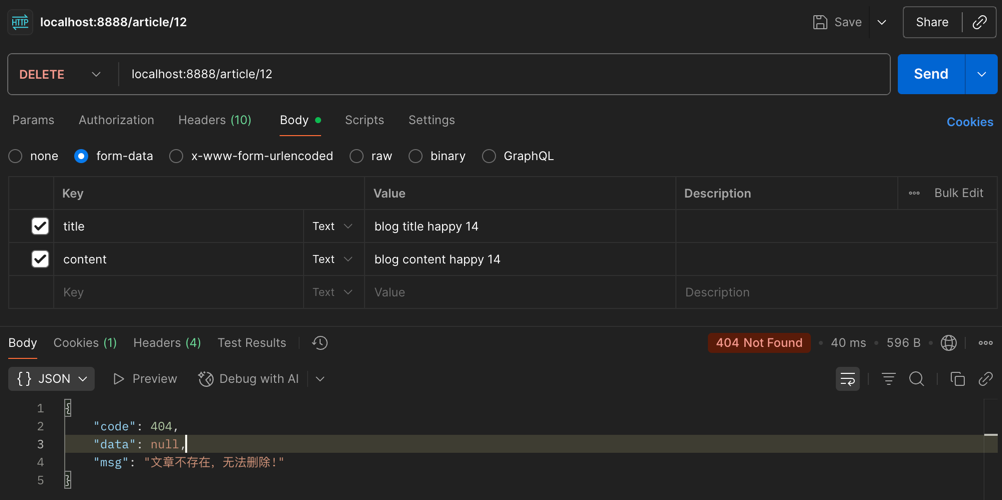 HTTP localhost:8888/article/12 Save Share
DELETE localhost:8888/article/12 Send
Params Authorization Headers (10) Body Scripts Settings Cookies
none form-data x-www-form-urlencoded raw binary GraphQL
Key Value Description Bulk Edit
title Text blog title happy 14
content Text blog content happy 14
Key Text Value Description
Body Cookies (1) Headers (4) Test Results 404 Not Found 40 ms 596 B
{} JSON Preview Debug with AI
1 {
2 "code": 404,
3 "data": null,
4 "msg": "文章不存在，无法删除！"
5 }